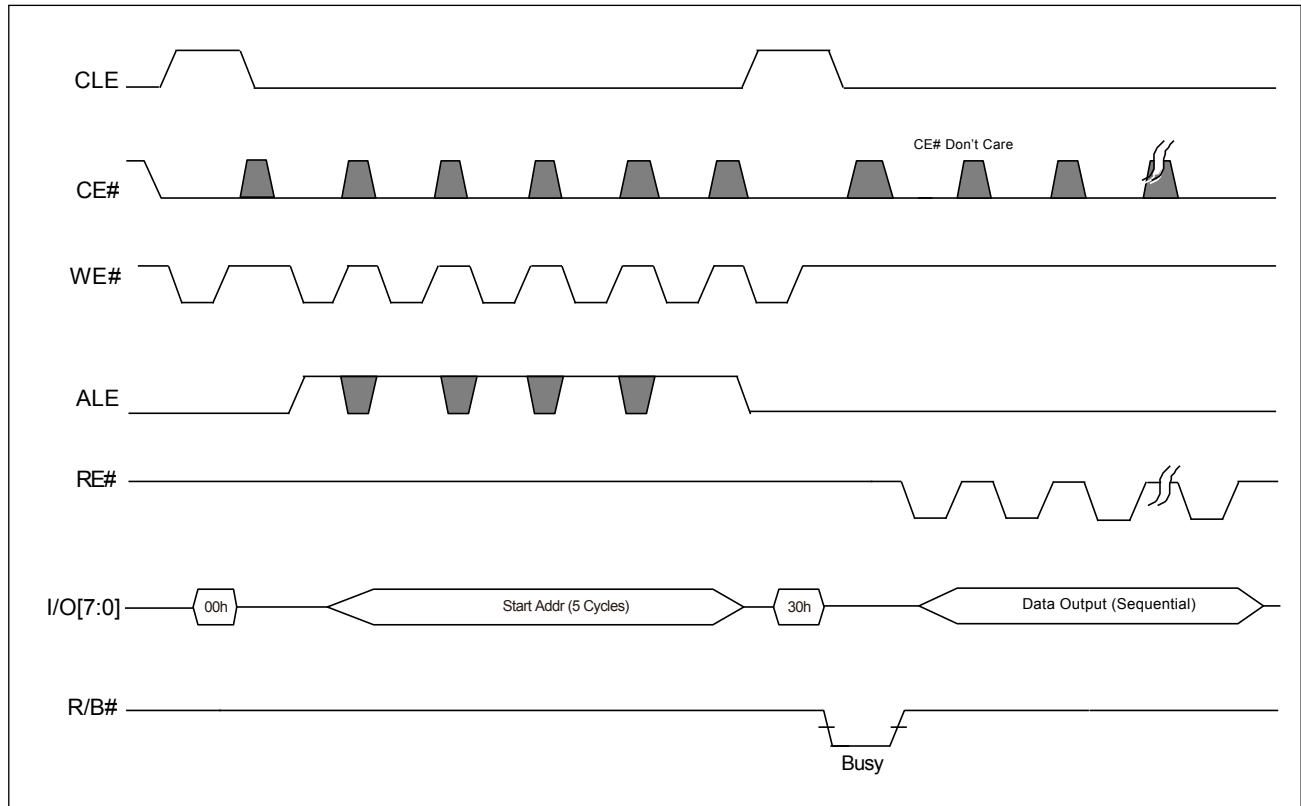 CLE
CE# Don't Care
CE#
WE#
ALE
RE#
I/O[7:0]
00h
Start Addr (5 Cycles)
30h
Data Output (Sequential)
R/B#
Busy